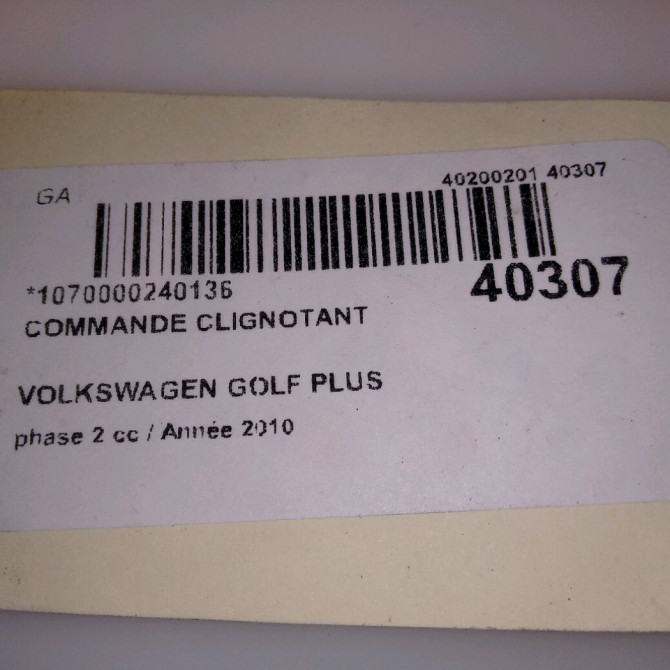 GA
40200201 40307
*1070000240136
40307
COMMANDE CLIGNOTANT
VOLKSWAGEN GOLF PLUS
phase 2 cc / Année 2010